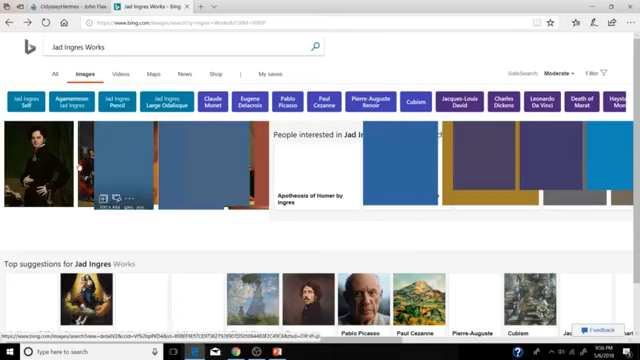 OdysseyHermes – John Flax
Jad Ingres Works - Bing
https://www.bing.com/images/search?q=
Jad Ingres Works
All
Images
Videos
Maps
News
Shop
My saves
SafeSearch:
Moderate
Filter
Jad Ingres Self
Agamemnon Jad Ingres
Jad Ingres Pencil
Jad Ingres Large Odalisque
Claude Monet
Eugene Delacroix
Pablo Picasso
Paul Cezanne
Pierre-Auguste Renoir
Cubism
Jacques-Louis David
Charles Dickens
Leonardo Da Vinci
Death of Marat
People interested in Jad
Apotheosis of Homer by ingres
Top suggestions for Jad Ingres Works
Pablo Picasso
Paul Cezanne
Pierre-Auguste
Cubism
Feedback
Type here to search
9:56 PM
5/6/2018